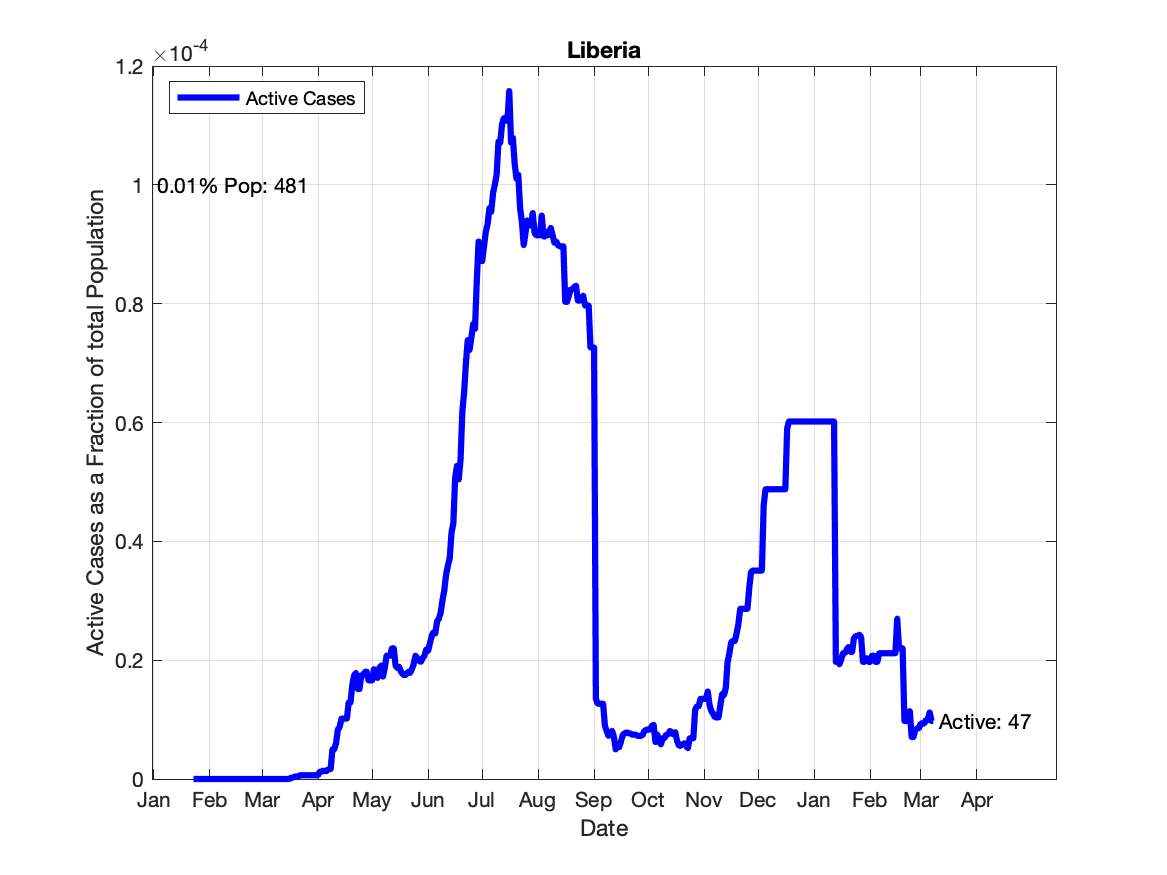 Liberia
×10-4
1.2
Active Cases
1
0.01% Pop: 481
0.8
0.6
0.4
0.2
0
Active: 47
Jan Feb Mar Apr May Jun Jul Aug Sep Oct Nov Dec Jan Feb Mar Apr
Date
Active Cases as a Fraction of total Population